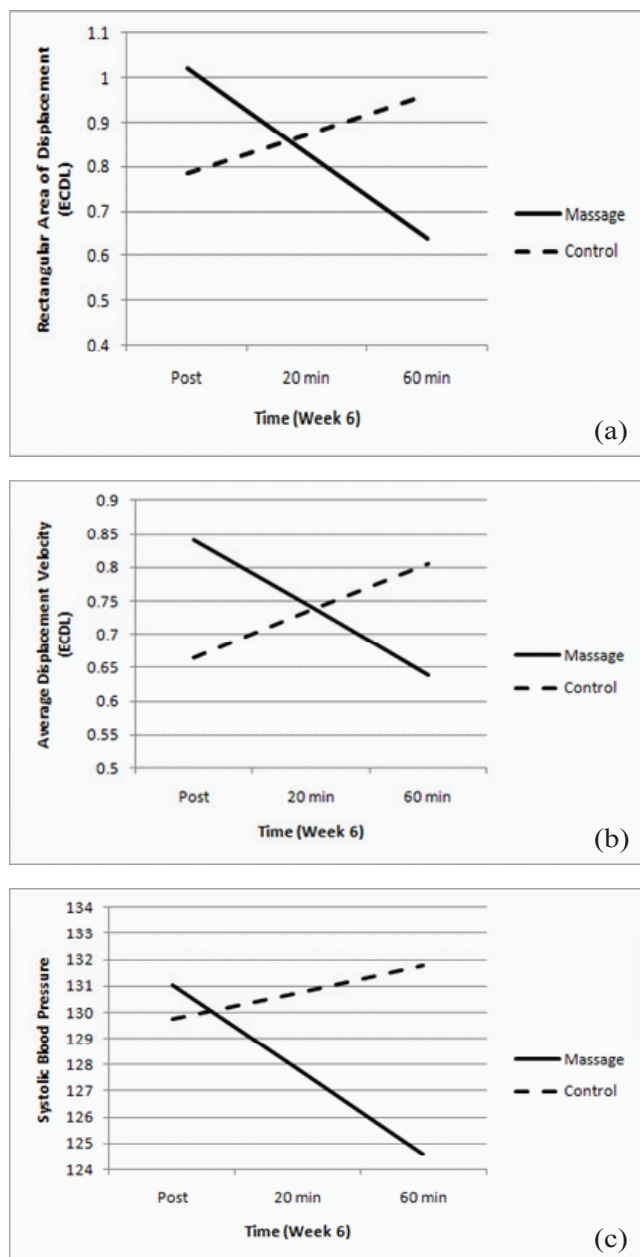 1.1
1
0.9
0.8
0.7
0.6
0.5
0.4
Rectangular Area of Displacement
(ECDL)
Post 20 min 60 min
Time (Week 6)
Massage
Control
(a)
0.9
0.85
0.8
0.75
0.7
0.65
0.6
0.55
0.5
Average Displacement Velocity
(ECDL)
Post 20 min 60 min
Time (Week 6)
Massage
Control
(b)
134
133
132
131
130
129
128
127
126
125
124
Systolic Blood Pressure
Post 20 min 60 min
Time (Week 6)
Massage
Control
(c)